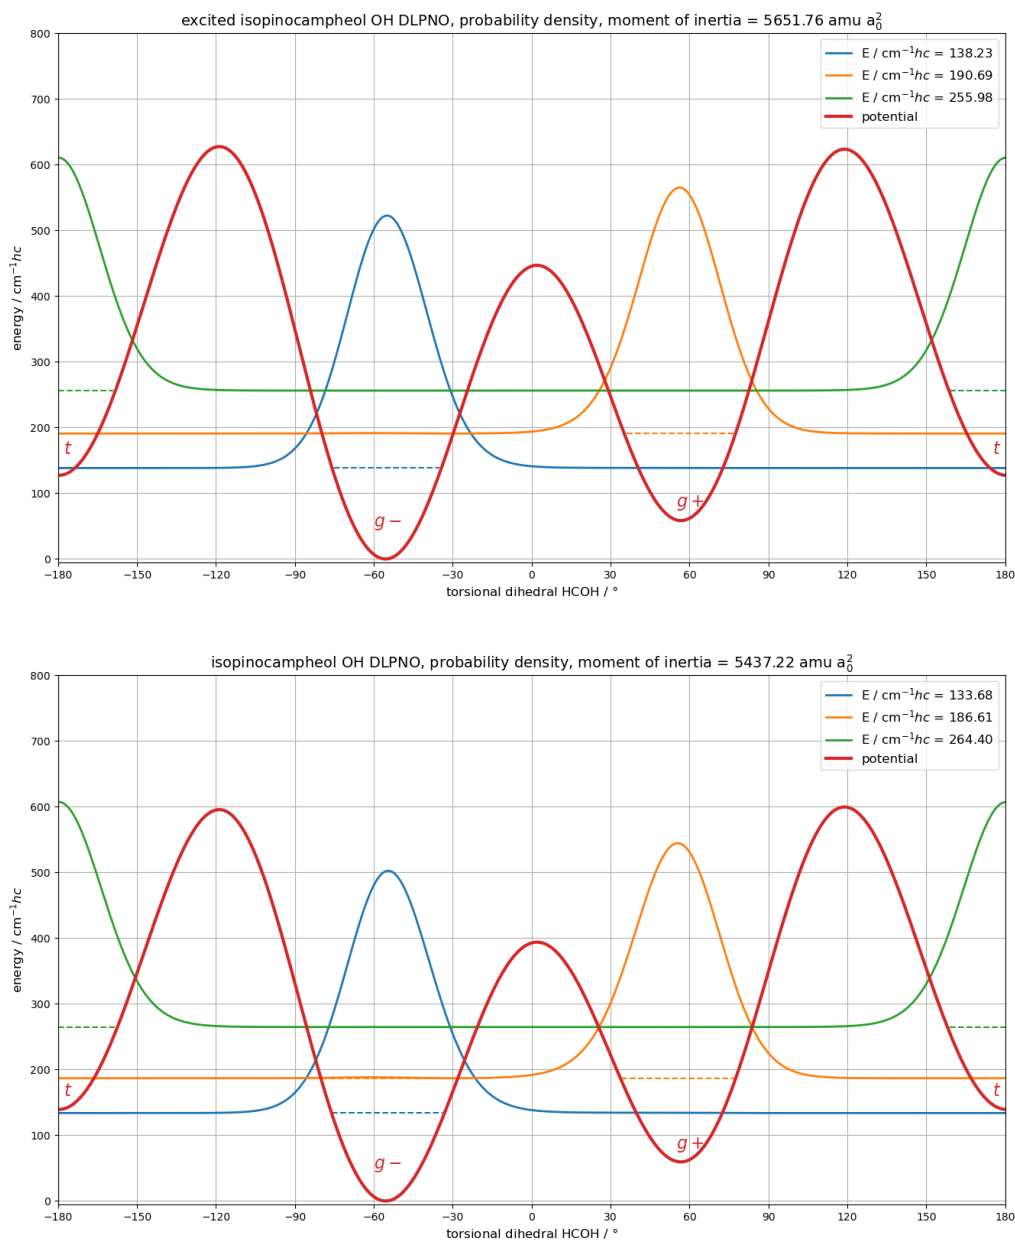 excited isopinocampheol OH DLPNO, probability density, moment of inertia = 5651.76 amu a₀²
800
700
600
500
400
300
200
100
0
energy / cm⁻¹hc
E / cm⁻¹hc = 138.23
E / cm⁻¹hc = 190.69
E / cm⁻¹hc = 255.98
potential
t
g−
g+
t
−180 −150 −120 −90 −60 −30 0 30 60 90 120 150 180
torsional dihedral HCOH / °
isopinocampheol OH DLPNO, probability density, moment of inertia = 5437.22 amu a₀²
800
700
600
500
400
300
200
100
0
energy / cm⁻¹hc
E / cm⁻¹hc = 133.68
E / cm⁻¹hc = 186.61
E / cm⁻¹hc = 264.40
potential
t
g−
g+
t
−180 −150 −120 −90 −60 −30 0 30 60 90 120 150 180
torsional dihedral HCOH / °